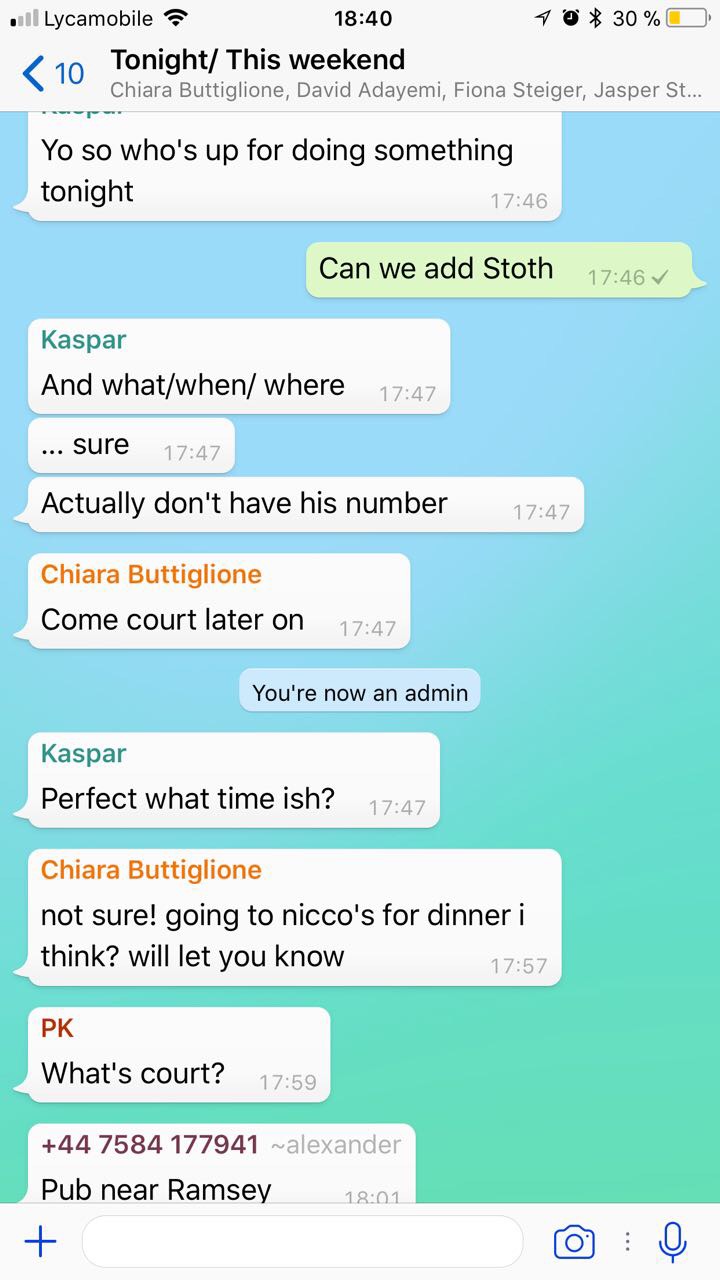 Lycamobile 18:40 30 %
10 Tonight/ This weekend
Chiara Buttiglione, David Adayemi, Fiona Steiger, Jasper St...
Kaspar
Yo so who's up for doing something
tonight 17:46
Can we add Stoth 17:46
Kaspar
And what/when/ where 17:47
... sure 17:47
Actually don't have his number 17:47
Chiara Buttiglione
Come court later on 17:47
You're now an admin
Kaspar
Perfect what time ish? 17:47
Chiara Buttiglione
not sure! going to nicco's for dinner i
think? will let you know 17:57
PK
What's court? 17:59
+44 7584 177941 ~alexander
Pub near Ramsey 18:01